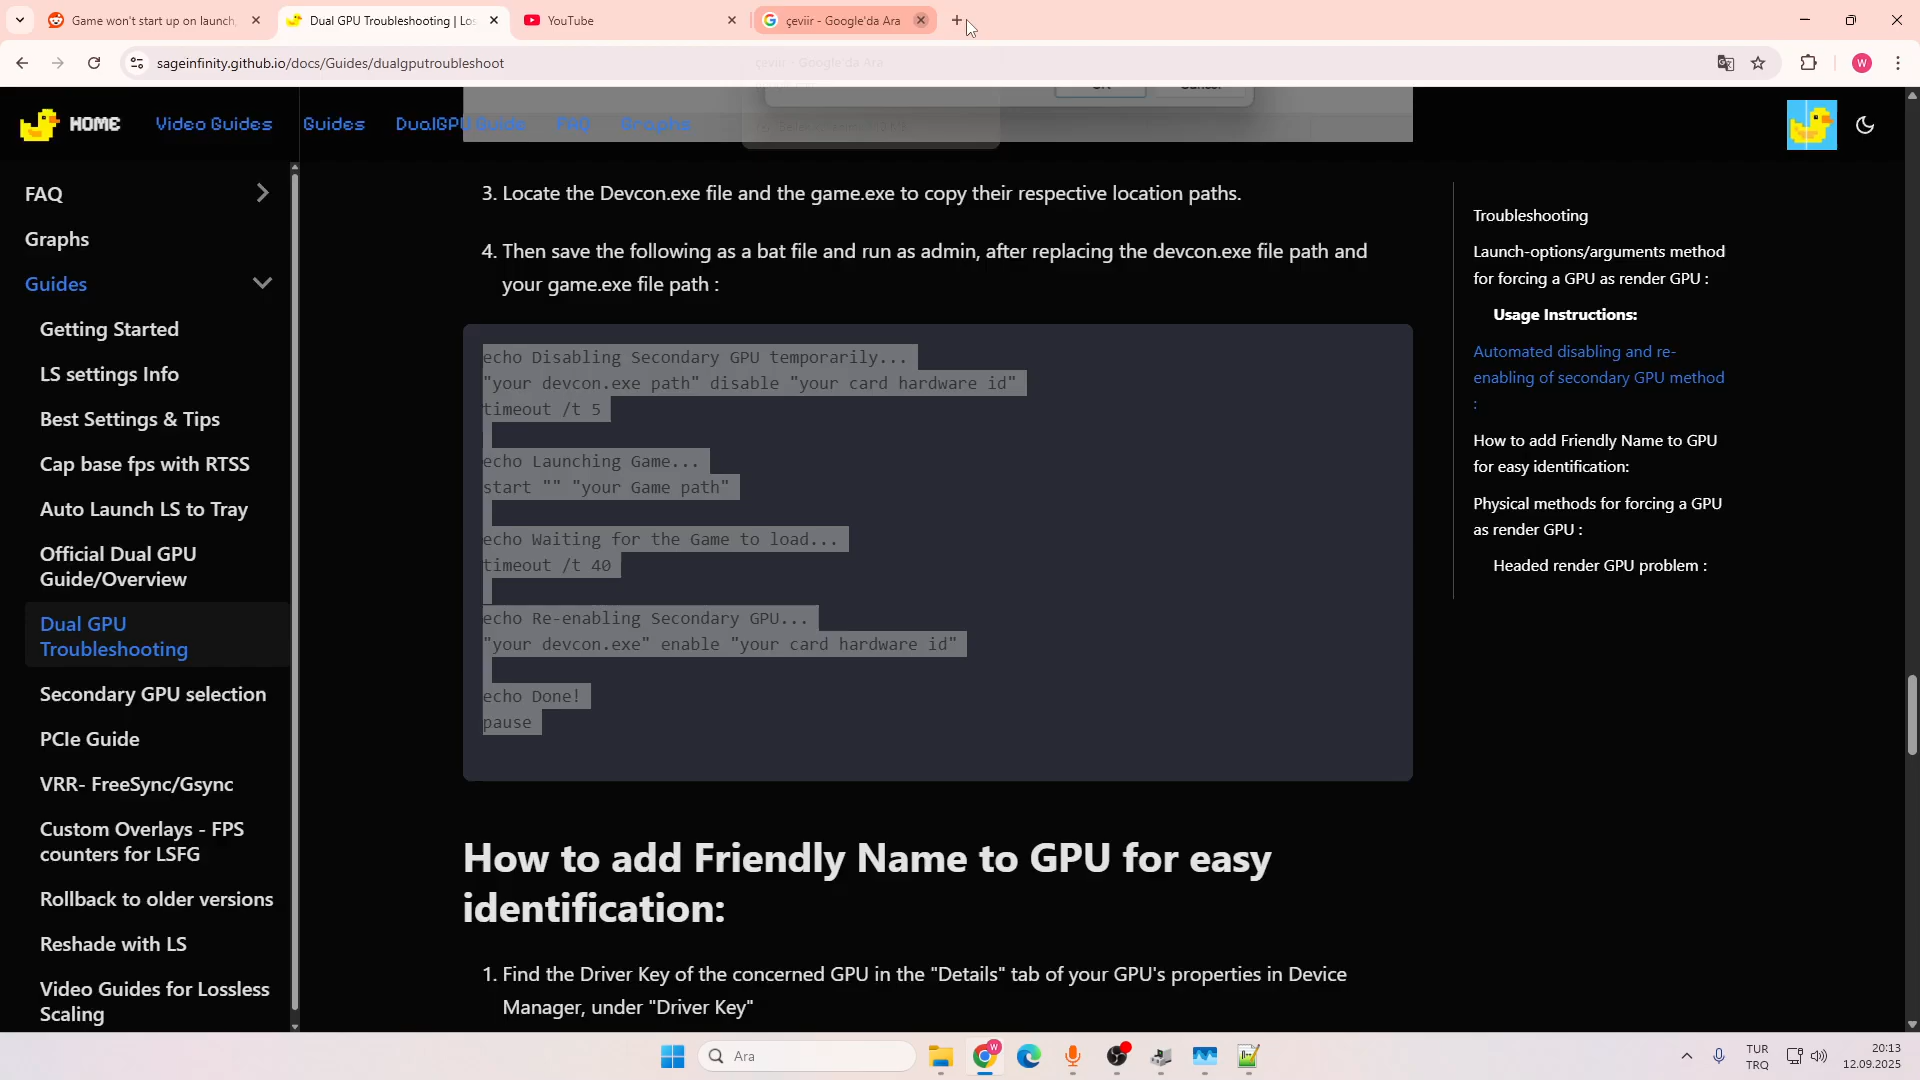 Game won't start up on launch
Dual GPU Troubleshooting | Los
YouTube
çeviir - Google'da Ara
sageinfinity.github.io/docs/Guides/dualgputroubleshoot
W
çeviir - Google'da Ara
HOME
Video Guides
Guides
DualGPU Guide
FAQ
Graphs
FAQ
Graphs
Guides
Getting Started
LS settings Info
Best Settings & Tips
Cap base fps with RTSS
Auto Launch LS to Tray
Official Dual GPU
Guide/Overview
Dual GPU
Troubleshooting
Secondary GPU selection
PCIe Guide
VRR- FreeSync/Gsync
Custom Overlays - FPS
counters for LSFG
Rollback to older versions
Reshade with LS
Video Guides for Lossless
Scaling
3. Locate the Devcon.exe file and the game.exe to copy their respective location paths.
4. Then save the following as a bat file and run as admin, after replacing the devcon.exe file path and
your game.exe file path :
echo Disabling Secondary GPU temporarily...
"your devcon.exe path" disable "your card hardware id"
timeout /t 5
echo Launching Game...
start "" "your Game path"
echo Waiting for the Game to load...
timeout /t 40
echo Re-enabling Secondary GPU...
"your devcon.exe" enable "your card hardware id"
echo Done!
pause
How to add Friendly Name to GPU for easy
identification:
1. Find the Driver Key of the concerned GPU in the "Details" tab of your GPU's properties in Device
Manager, under "Driver Key"
Troubleshooting
Launch-options/arguments method
for forcing a GPU as render GPU :
Usage Instructions:
Automated disabling and re-
enabling of secondary GPU method
:
How to add Friendly Name to GPU
for easy identification:
Physical methods for forcing a GPU
as render GPU :
Headed render GPU problem :
Ara
W
TUR
TRQ
20:13
12.09.2025